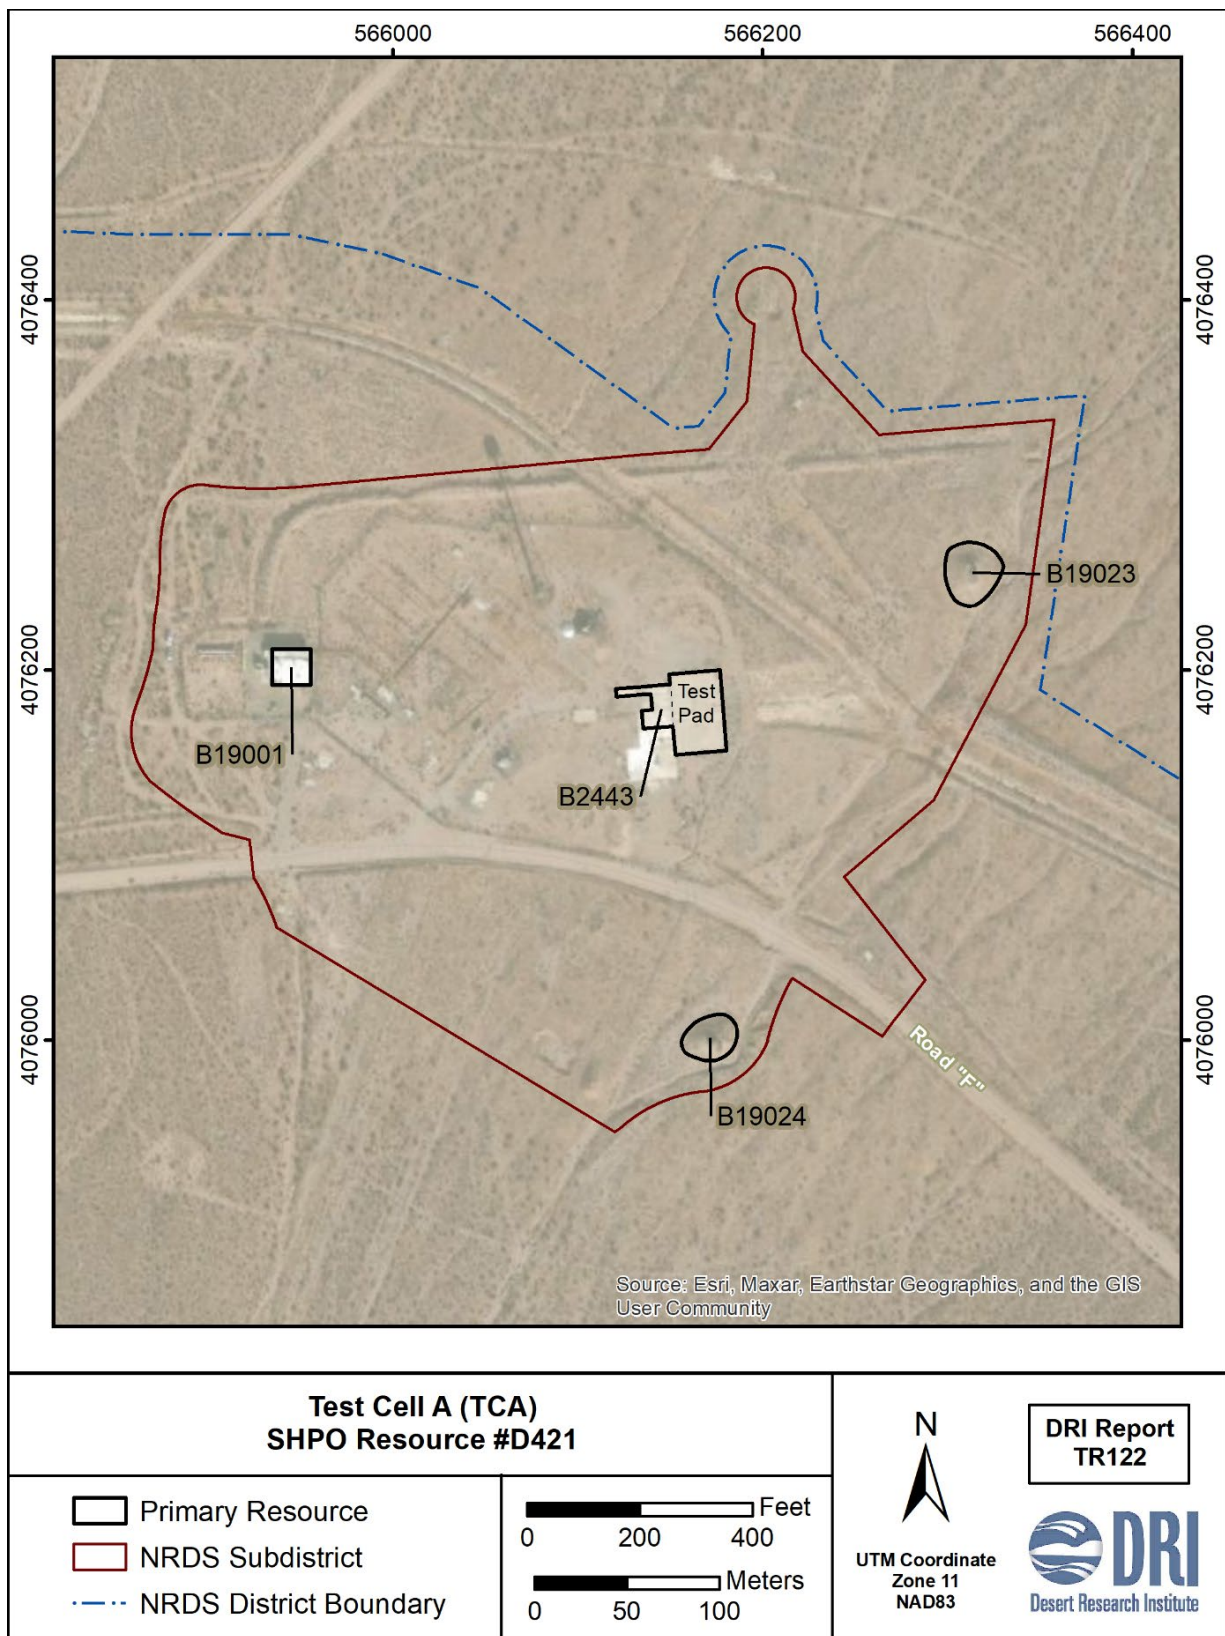 566000
566200
566400
4076400
4076400
B19023
4076200
4076200
Test
Pad
B19001
B2443
4076000
4076000
Road "F"
B19024
Source: Esri, Maxar, Earthstar Geographics, and the GIS
User Community
Test Cell A (TCA)
SHPO Resource #D421
Primary Resource
NRDS Subdistrict
NRDS District Boundary
Feet
0 200 400
Meters
0 50 100
N
UTM Coordinate
Zone 11
NAD83
DRI Report
TR122
DRI
Desert Research Institute